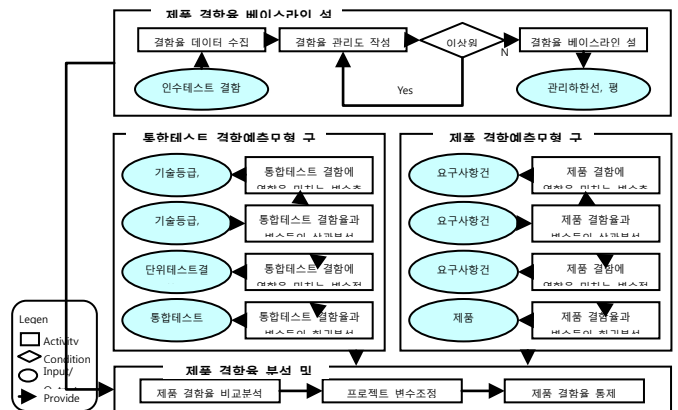 제품 결함율 베이스라인 설
결함율 데이터 수집
결함율 관리도 작성
이상원
N
결함율 베이스라인 설
인수테스트 결함
Yes
관리하한선, 평
통합테스트 결함예측모형 구
제품 결함예측모형 구
기술등급,
통합테스트 결함에
요구사항건
제품 결함에
기술등급,
통합테스트 결함율과
요구사항건
제품 결함율과
단위테스트결
통합테스트 결함에
요구사항건
제품 결함에
통합테스트
통합테스트 결함율과
제품
제품 결함율과
Legen
Activity
Condition
Input/
Provide
제품 결함율 분석 및
제품 결함율 비교분석
프로젝트 변수조정
제품 결함율 통제